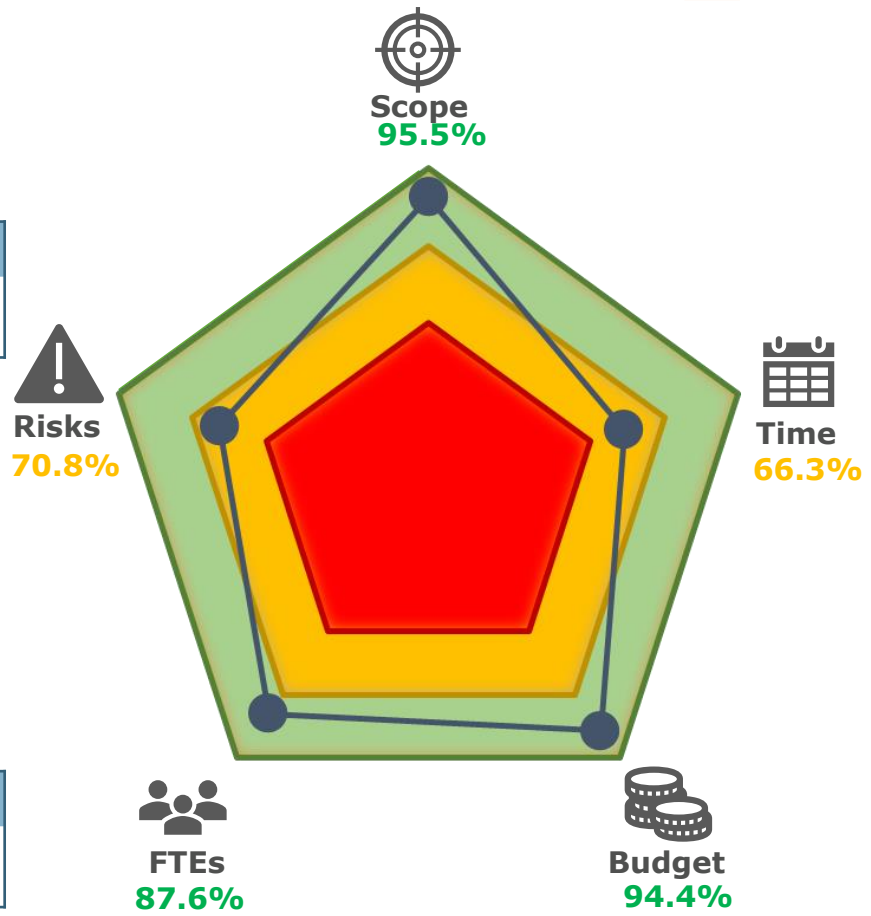 Scope
95.5%
Risks
70.8%
Time
66.3%
FTEs
87.6%
Budget
94.4%